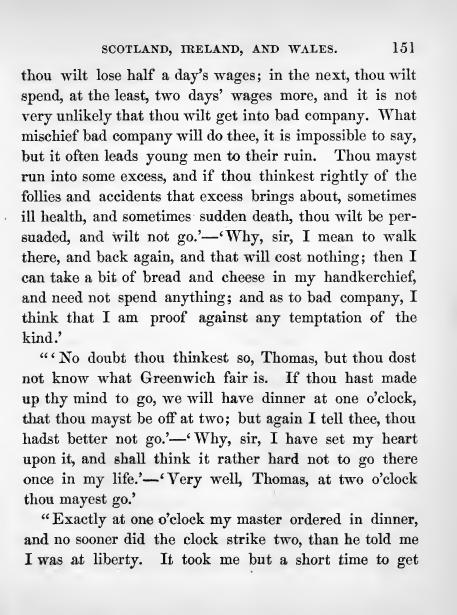 SCOTLAND, IRELAND, AND WALES. 151
thou wilt lose half a day's wages; in the next, thou wilt
spend, at the least, two days' wages more, and it is not
very unlikely that thou wilt get into bad company. What
mischief bad company will do thee, it is impossible to say,
but it often leads young men to their ruin. Thou mayst
run into some excess, and if thou thinkest rightly of the
follies and accidents that excess brings about, sometimes
ill health, and sometimes sudden death, thou wilt be per-
suaded, and wilt not go.'—'Why, sir, I mean to walk
there, and back again, and that will cost nothing; then I
can take a bit of bread and cheese in my handkerchief,
and need not spend anything; and as to bad company, I
think that I am proof against any temptation of the
kind.'
"'No doubt thou thinkest so, Thomas, but thou dost
not know what Greenwich fair is. If thou hast made
up thy mind to go, we will have dinner at one o'clock,
that thou mayst be off at two; but again I tell thee, thou
hadst better not go.'—'Why, sir, I have set my heart
upon it, and shall think it rather hard not to go there
once in my life.'—'Very well, Thomas, at two o'clock
thou mayest go.'
"Exactly at one o'clock my master ordered in dinner,
and no sooner did the clock strike two, than he told me
I was at liberty. It took me but a short time to get